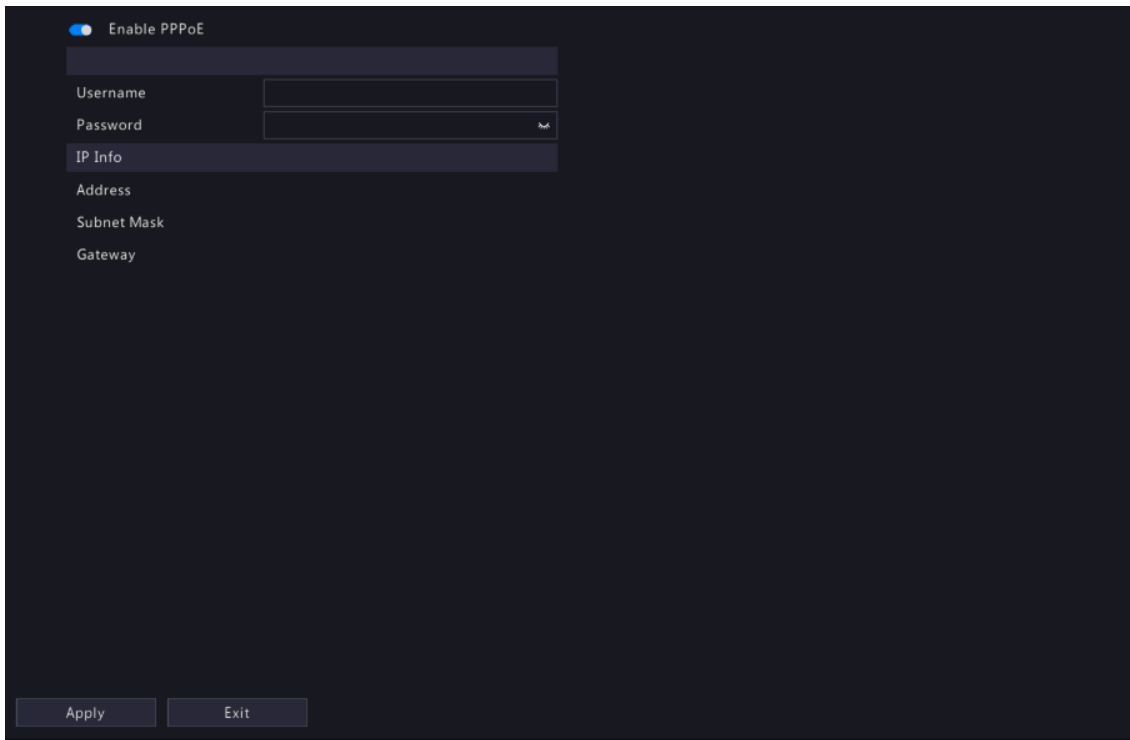 Enable PPPoE
Username
Password
IP Info
Address
Subnet Mask
Gateway
Apply Exit